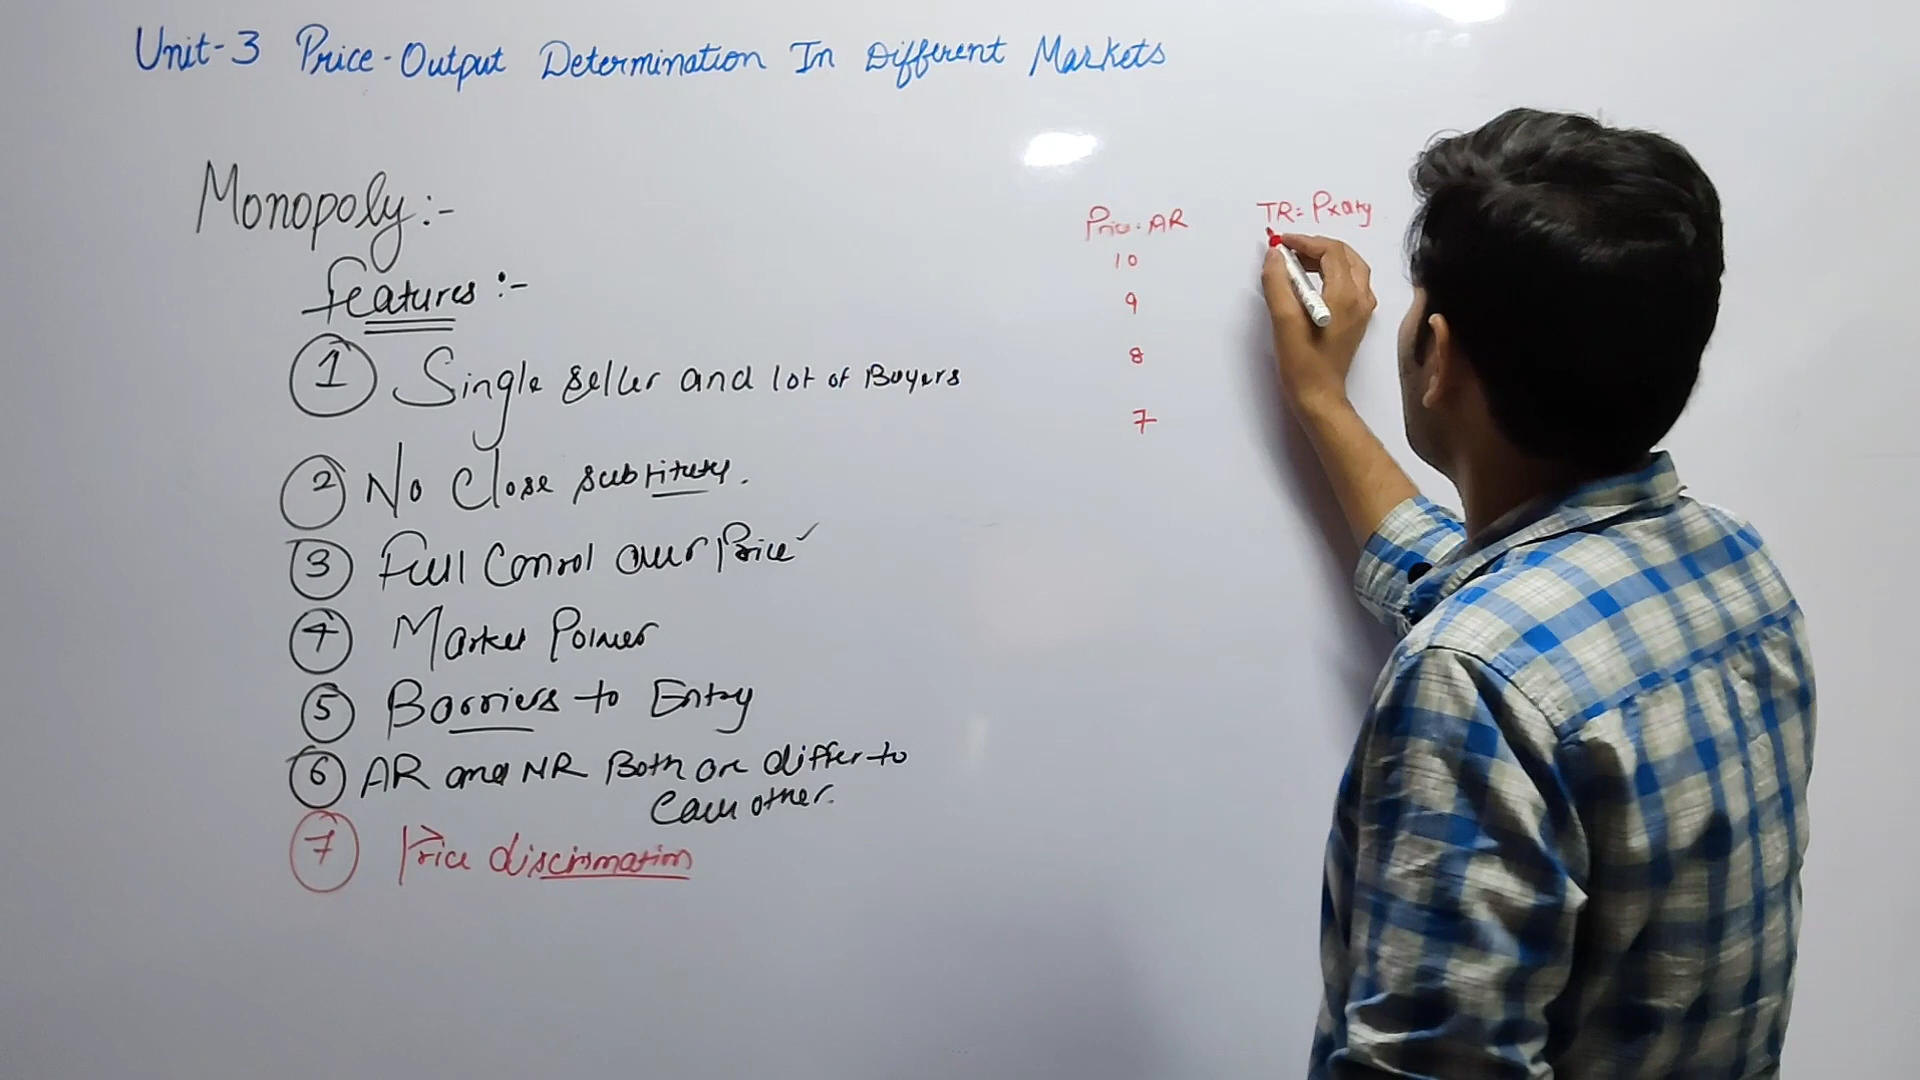 Unit-3 Price-Output Determination In Different Markets
Monopoly:-
features :-
1 Single seller and lot of Buyers
2 No Close substitutes.
3 Full Conrol over Price
4 Market Power
5 Barriers to Entry
6 AR and MR Both are differ to
Each other.
7 Price discrimation
Price=AR TR= Pxqty
10
9
8
7